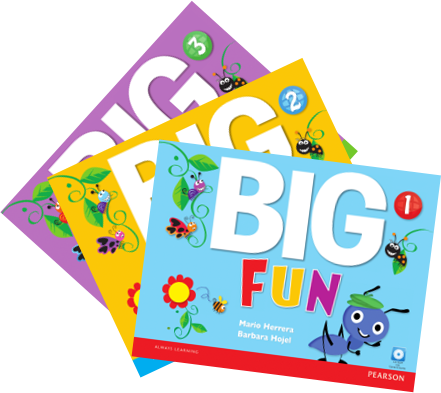 3
BIG
2
BIG
BIG
1
FUN
Mario Herrera
Barbara Hojel
ALWAYS LEARNING
PEARSON